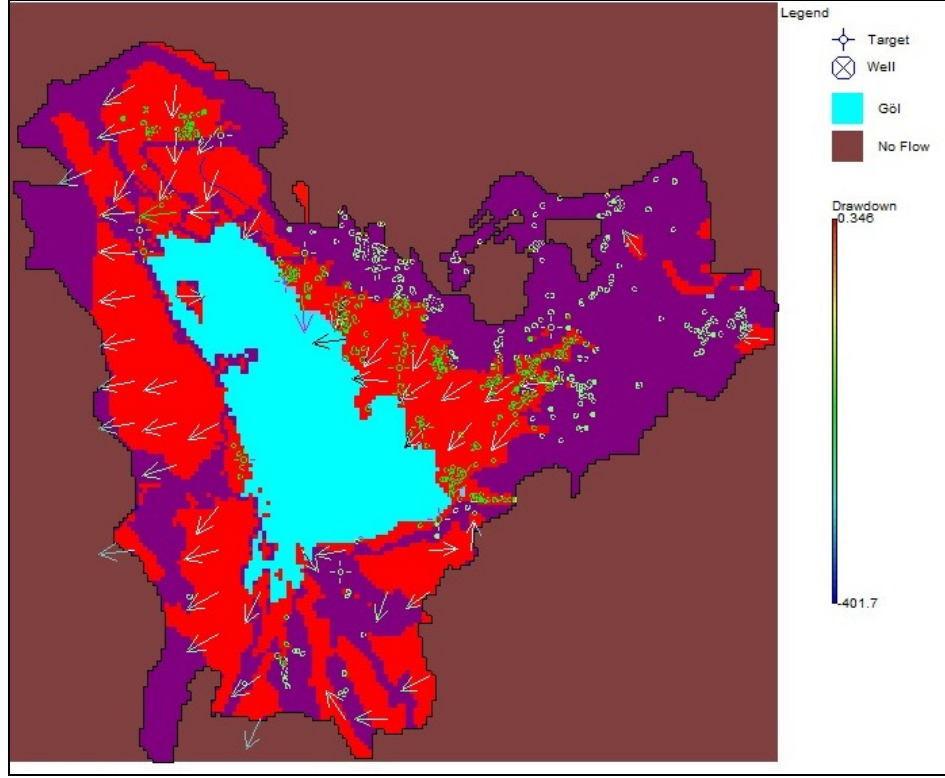 Legend
Target
Well
Göl
No Flow
Drawdown
0.346
-401.7